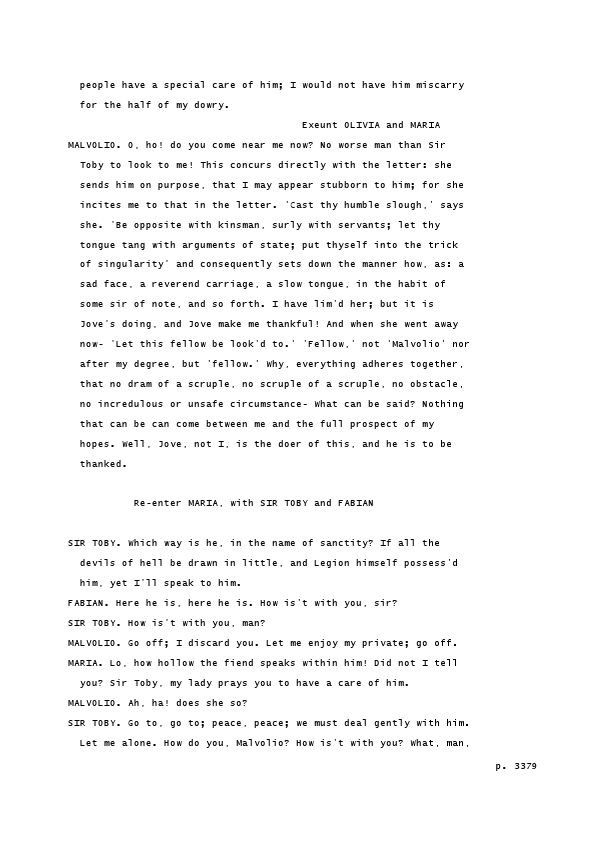 people have a special care of him; I would not have him miscarry
for the half of my dowry.
Exeunt OLIVIA and MARIA
MALVOLIO. O, ho! do you come near me now? No worse man than Sir
Toby to look to me! This concurs directly with the letter: she
sends him on purpose, that I may appear stubborn to him; for she
incites me to that in the letter. 'Cast thy humble slough,' says
she. 'Be opposite with kinsman, surly with servants; let thy
tongue tang with arguments of state; put thyself into the trick
of singularity' and consequently sets down the manner how, as: a
sad face, a reverend carriage, a slow tongue, in the habit of
some sir of note, and so forth. I have lim'd her; but it is
Jove's doing, and Jove make me thankful! And when she went away
now- 'Let this fellow be look'd to.' 'Fellow,' not 'Malvolio' nor
after my degree, but 'fellow.' Why, everything adheres together,
that no dram of a scruple, no scruple of a scruple, no obstacle,
no incredulous or unsafe circumstance- What can be said? Nothing
that can be can come between me and the full prospect of my
hopes. Well, Jove, not I, is the doer of this, and he is to be
thanked.
Re-enter MARIA, with SIR TOBY and FABIAN
SIR TOBY. Which way is he, in the name of sanctity? If all the
devils of hell be drawn in little, and Legion himself possess'd
him, yet I'll speak to him.
FABIAN. Here he is, here he is. How is't with you, sir?
SIR TOBY. How is't with you, man?
MALVOLIO. Go off; I discard you. Let me enjoy my private; go off.
MARIA. Lo, how hollow the fiend speaks within him! Did not I tell
you? Sir Toby, my lady prays you to have a care of him.
MALVOLIO. Ah, ha! does she so?
SIR TOBY. Go to, go to; peace, peace; we must deal gently with him.
Let me alone. How do you, Malvolio? How is't with you? What, man,
p. 3379